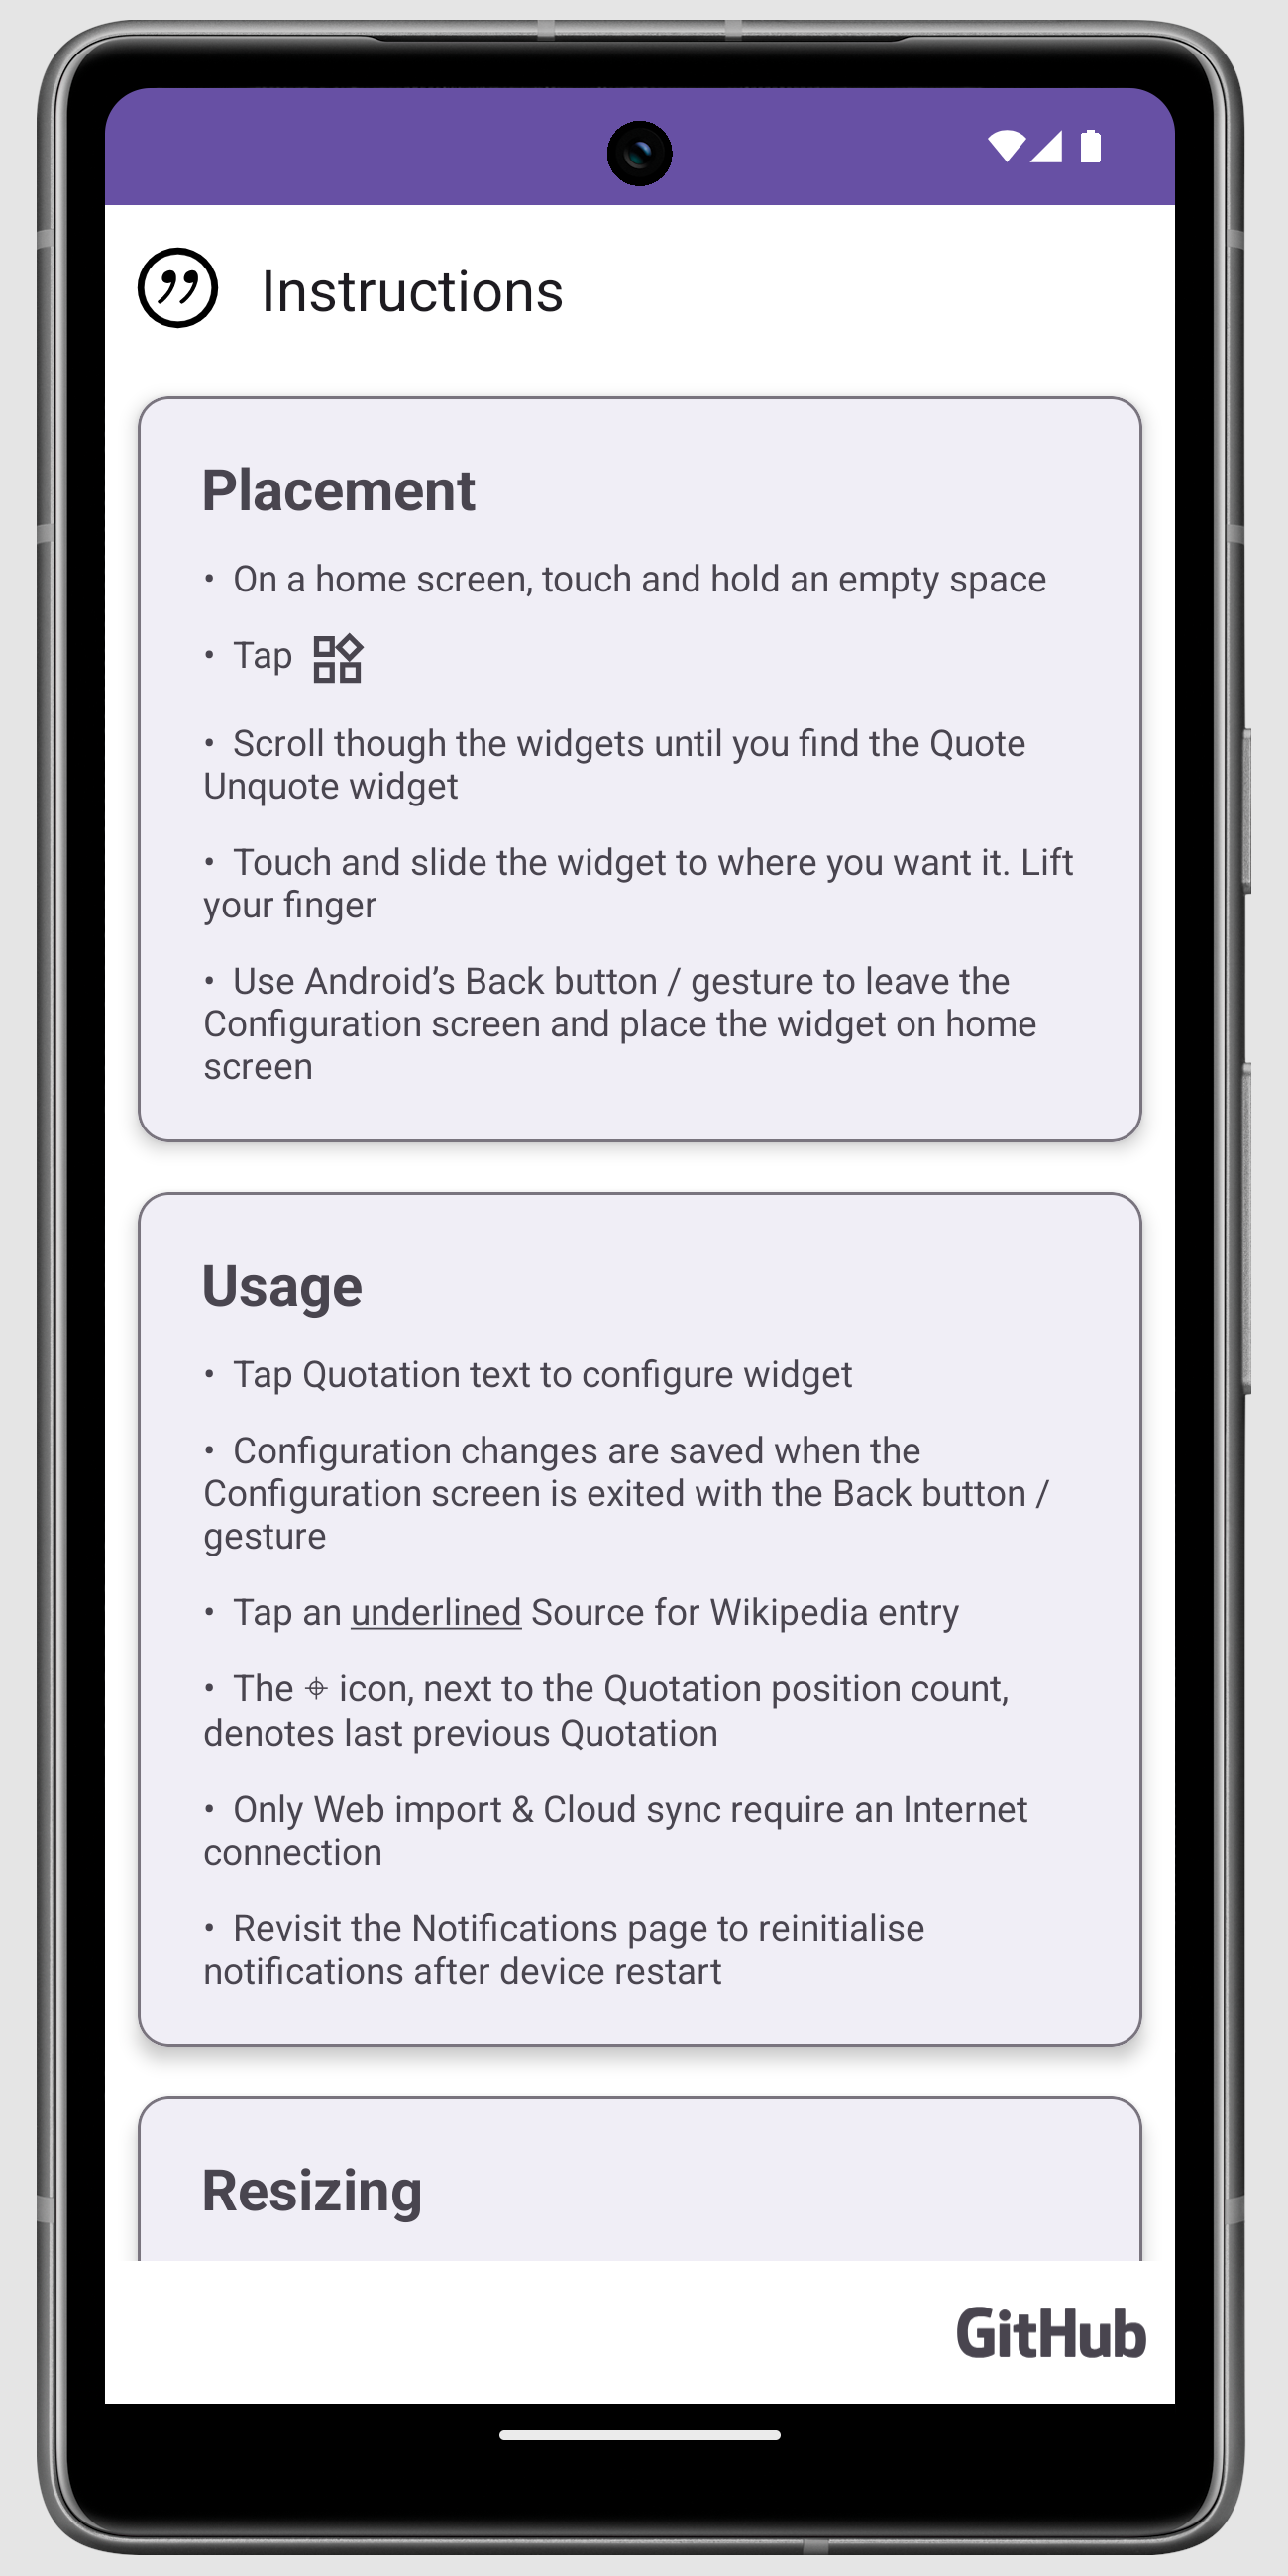 Instructions
Placement
• On a home screen, touch and hold an empty space
• Tap
• Scroll though the widgets until you find the Quote
Unquote widget
• Touch and slide the widget to where you want it. Lift
your finger
• Use Android’s Back button / gesture to leave the
Configuration screen and place the widget on home
screen
Usage
• Tap Quotation text to configure widget
• Configuration changes are saved when the
Configuration screen is exited with the Back button /
gesture
• Tap an underlined Source for Wikipedia entry
• The ⌖ icon, next to the Quotation position count,
denotes last previous Quotation
• Only Web import & Cloud sync require an Internet
connection
• Revisit the Notifications page to reinitialise
notifications after device restart
Resizing
GitHub